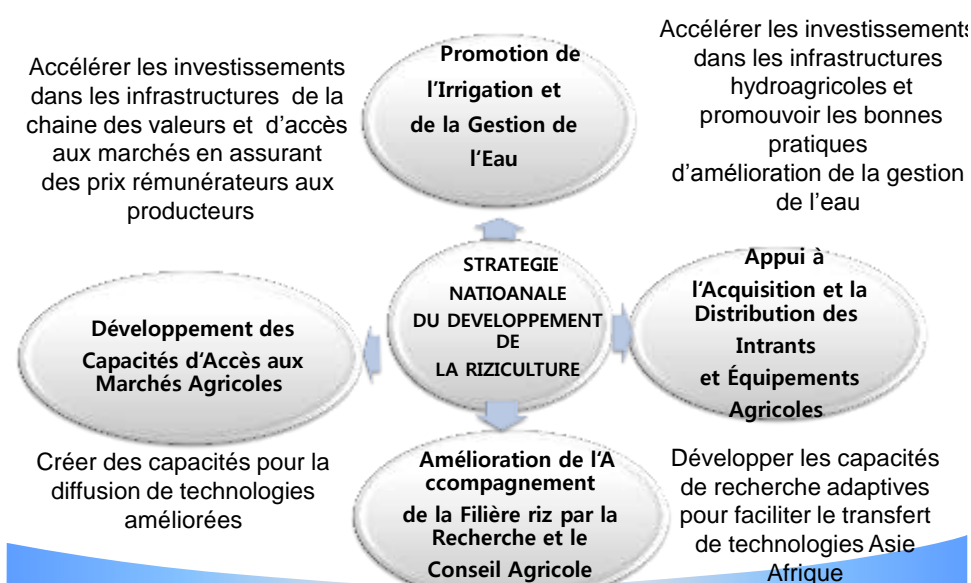 Accélérer les investissements
dans les infrastructures de la
chaine des valeurs et d'accès
aux marchés en assurant
des prix rémunérateurs aux
producteurs
Promotion de
l'Irrigation et
de la Gestion de
l'Eau
Accélérer les investissements
dans les infrastructures
hydroagricoles et
promouvoir les bonnes
pratiques
d'amélioration de la gestion
de l'eau
Développement des
Capacités d'Accès aux
Marchés Agricoles
STRATEGIE
NATIOANALE
DU DEVELOPPEMENT
DE
LA RIZICULTURE
Appui à
l'Acquisition et la
Distribution des
Intrants
et Équipements
Agricoles
Créer des capacités pour la
diffusion de technologies
améliorées
Amélioration de l'A
ccompagnement
de la Filière riz par la
Recherche et le
Conseil Agricole
Développer les capacités
de recherche adaptives
pour faciliter le transfert
de technologies Asie
Afrique